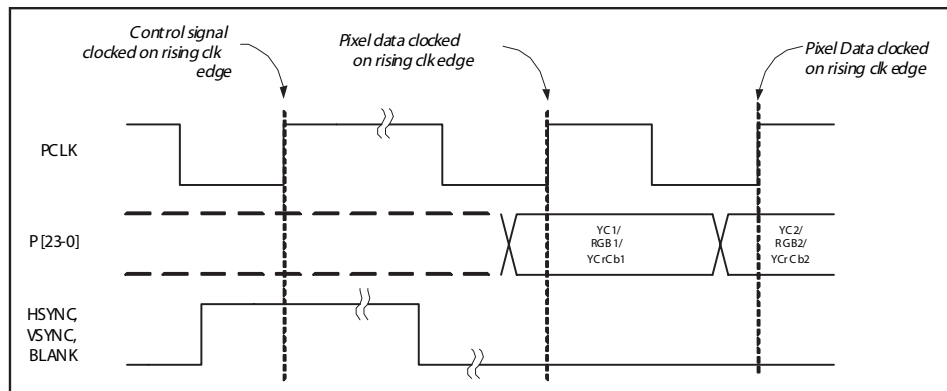 Control signal
clocked on rising clk
edge
Pixel data clocked
on rising clk edge
Pixel Data clocked
on rising clk edge
PCLK
P[23-0]
YC1/
RGB1/
YCrCb1
YC2/
RGB2/
YCrCb2
HSYNC,
VSYNC,
BLANK